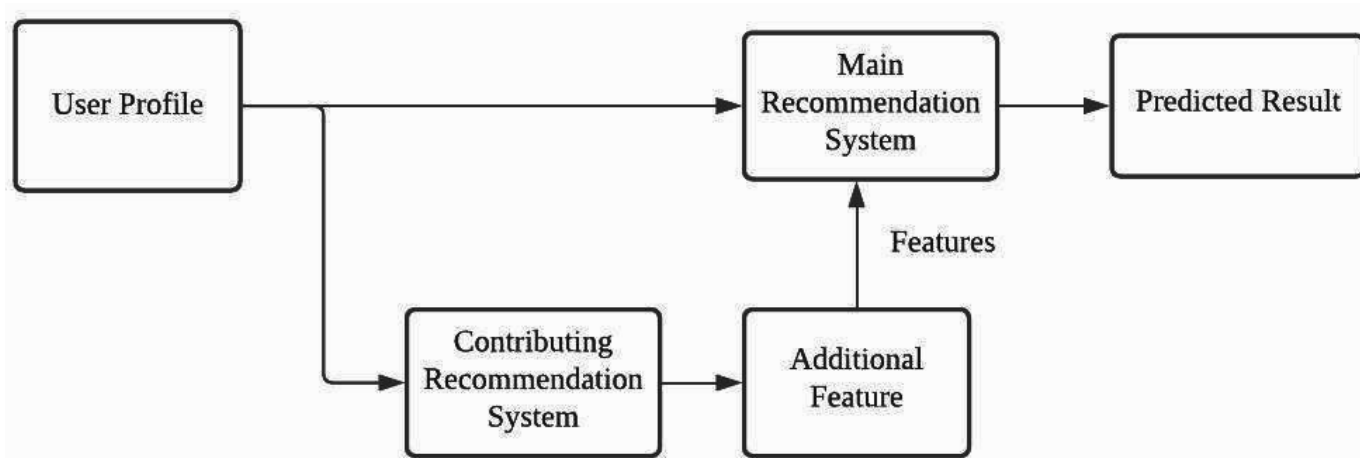 User Profile
Main
Recommendation
System
Predicted Result
Features
Contributing
Recommendation
System
Additional
Feature